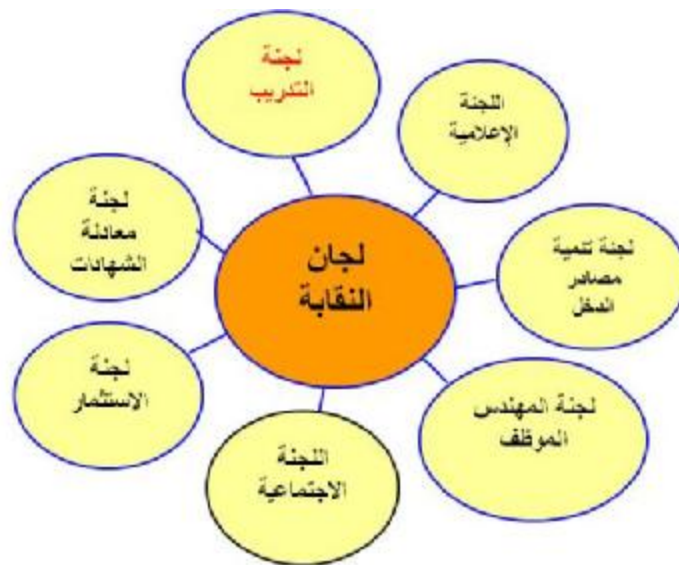 لجنة
التدريب
اللجنة
الإعلامية
لجنة تنمية
مصادر
الدخل
لجنة المهندس
الموظف
اللجنة
الاجتماعية
لجنة
الاستثمار
لجنة
معادلة
الشهادات
لجان
النقابة